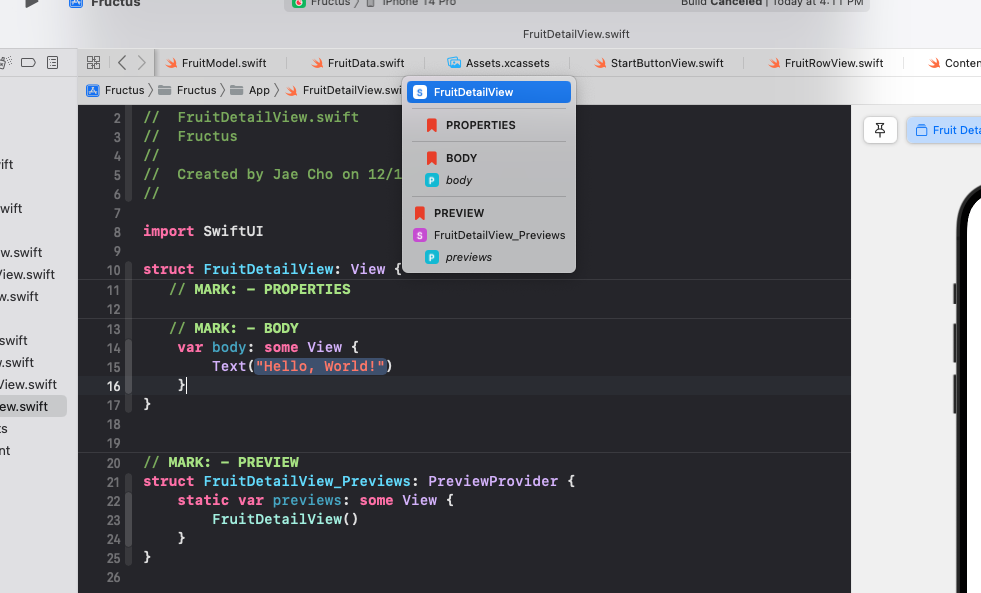 Fructus
Fructus
iPhone 14 Pro
Build Canceled | Today at 4:11 PM
FruitDetailView.swift
FruitModel.swift
FruitData.swift
Assets.xcassets
StartButtonView.swift
FruitRowView.swift
Conten
Fructus
Fructus
App
FruitDetailView.swi
FruitDetailView
PROPERTIES
BODY
P body
PREVIEW
S FruitDetailView_Previews
P previews
ift
wift
w.swift
View.swift
w.swift
swift
v.swift
View.swift
ew.swift
ts
nt
2 //  FruitDetailView.swift
3 //  Fructus
4 //
5 //  Created by Jae Cho on 12/1
6 //
7
8 import SwiftUI
9
10 struct FruitDetailView: View {
11 // MARK: - PROPERTIES
12
13 // MARK: - BODY
14 var body: some View {
15 Text("Hello, World!")
16 }
17 }
18
19
20 // MARK: - PREVIEW
21 struct FruitDetailView_Previews: PreviewProvider {
22 static var previews: some View {
23 FruitDetailView()
24 }
25 }
26
Fruit Deta